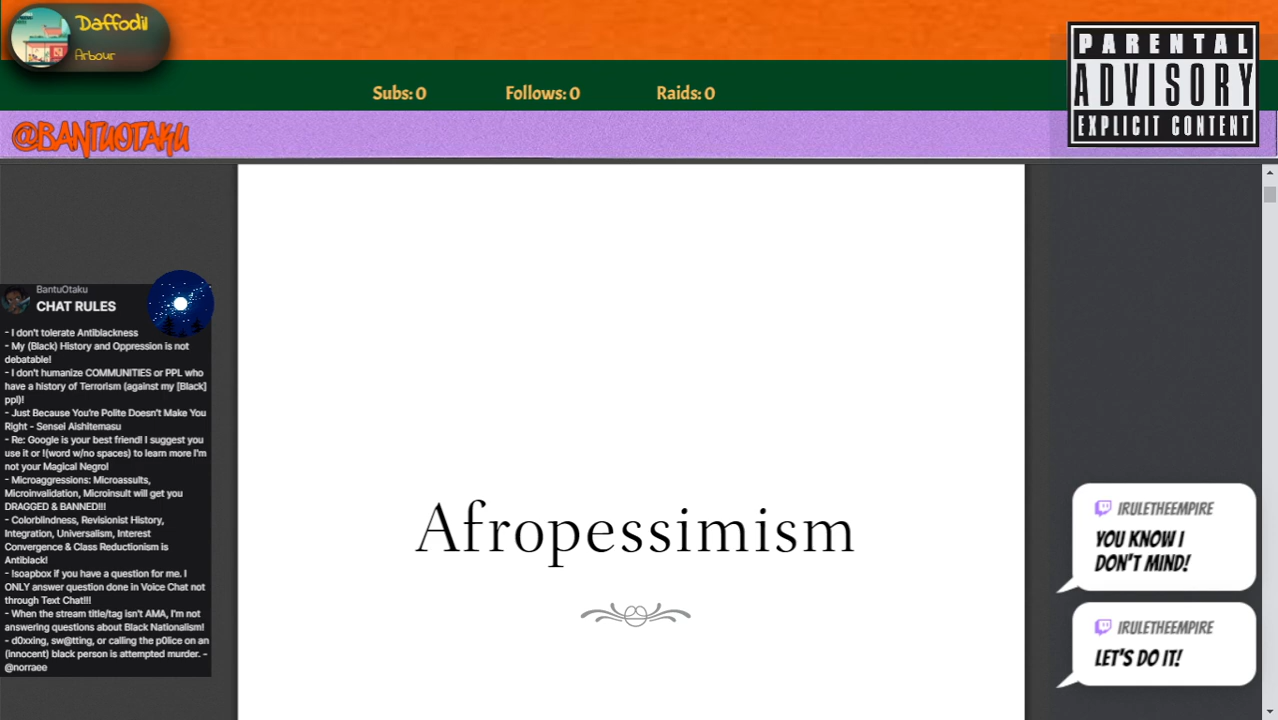 Daffodil
Arbour
PARENTAL
ADVISORY
EXPLICIT CONTENT
Subs: 0
Follows: 0
Raids: 0
@BANTUOTAKU
BantuOtaku
CHAT RULES
- I don't tolerate Antiblackness
- My (Black) History and Oppression is not
debatable!
- I don't humanize COMMUNITIES or PPL who
have a history of Terrorism (against my [Black]
ppl)!
- Just Because You're Polite Doesn't Make You
Right - Sensei Aishitemasu
- Re: Google is your best friend! I suggest you
use it or !(word w/no spaces) to learn more I'm
not your Magical Negro!
- Microaggressions: Microassults,
Microinvalidation, Microinsult will get you
DRAGGED & BANNED!!!
- Colorblindness, Revisionist History,
Integration, Universalism, Interest
Convergence & Class Reductionism is
Antiblack!
- !soapbox if you have a question for me. I
ONLY answer question done in Voice Chat not
through Text Chat!!!
- When the stream title/tag isn't AMA, I'm not
answering questions about Black Nationalism!
- d0xxing, sw@tting, or calling the p0lice on an
(innocent) black person is attempted murder. -
@norraee
Afropessimism
IRULETHEEMPIRE
YOU KNOW I
DON'T MIND!
IRULETHEEMPIRE
LET'S DO IT!